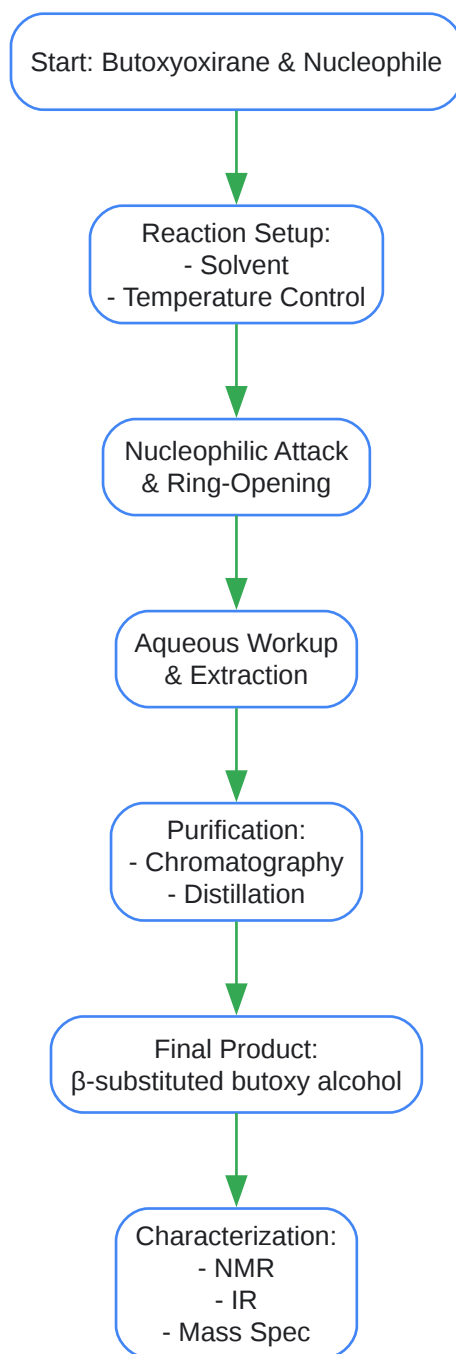 Start: Butoxyoxirane & Nucleophile
Reaction Setup:
- Solvent
- Temperature Control
Nucleophilic Attack
& Ring-Opening
Aqueous Workup
& Extraction
Purification:
- Chromatography
- Distillation
Final Product:
β-substituted butoxy alcohol
Characterization:
- NMR
- IR
- Mass Spec